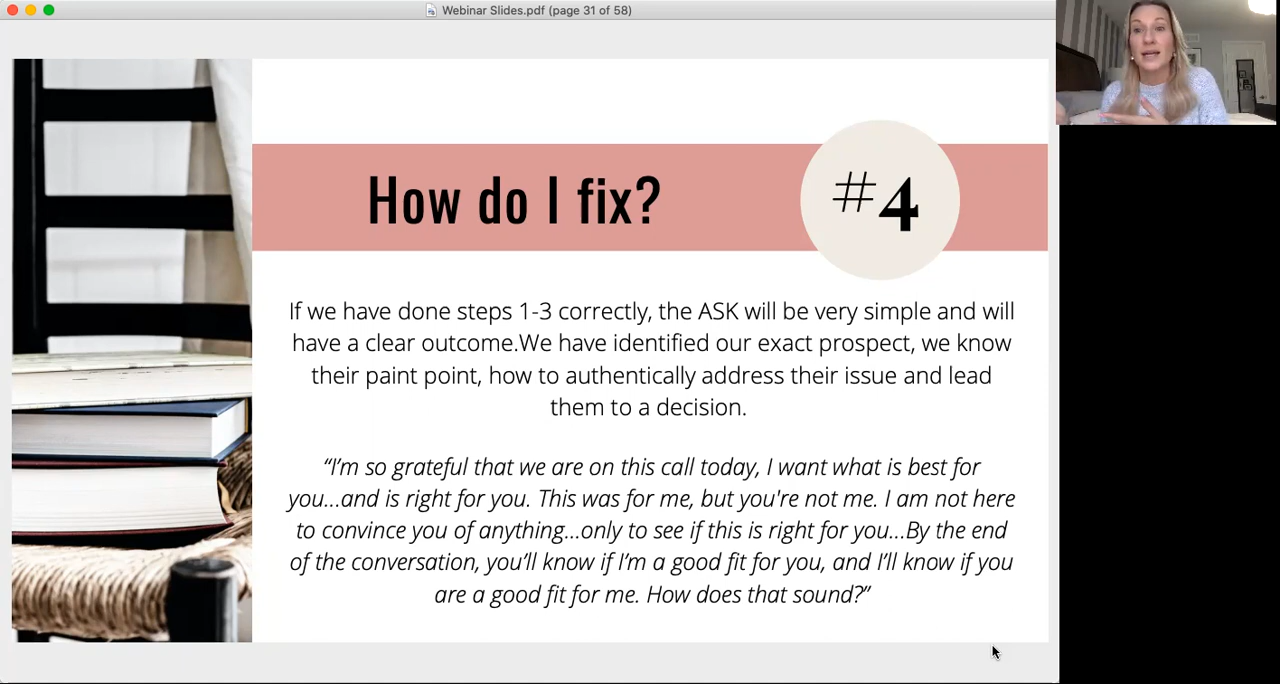 Webinar Slides.pdf (page 31 of 58)
How do I fix?
#4
If we have done steps 1-3 correctly, the ASK will be very simple and will
have a clear outcome.We have identified our exact prospect, we know
their paint point, how to authentically address their issue and lead
them to a decision.
“I’m so grateful that we are on this call today, I want what is best for
you...and is right for you. This was for me, but you're not me. I am not here
to convince you of anything...only to see if this is right for you...By the end
of the conversation, you’ll know if I’m a good fit for you, and I’ll know if you
are a good fit for me. How does that sound?”